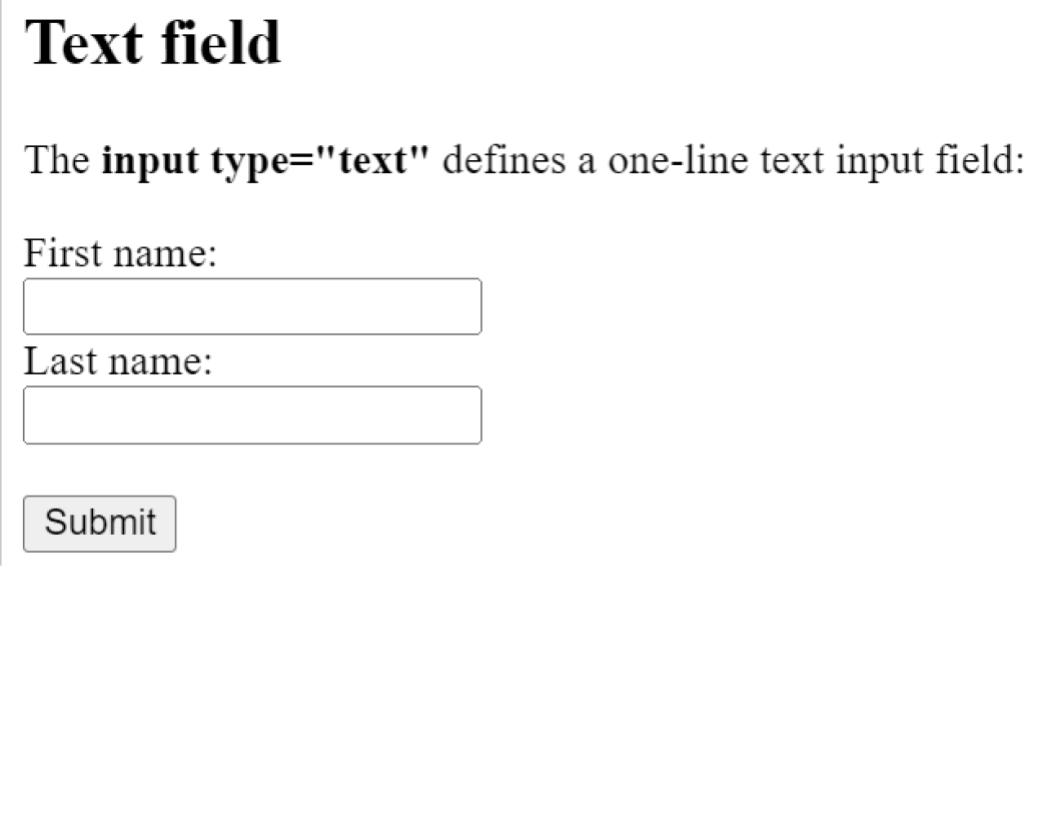 Text field
The input type="text" defines a one-line text input field:
First name:
Last name:
Submit